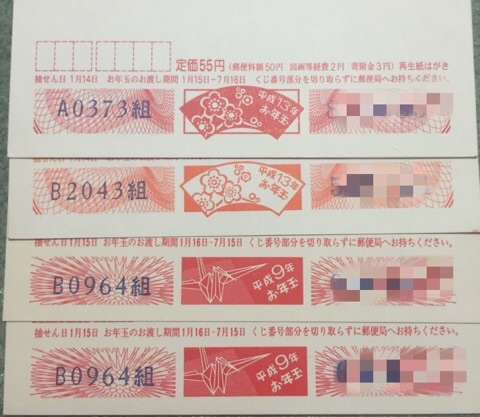 定価55円(郵便料額50円 図画等経費2円 寄附金3円)再生紙はがき
抽せん日 1月14日 お年玉のお渡し期間 1月15日-7月16日 くじ番号部分を切り取らずに郵便局へお持ちください。
A0373組
平成13年
お年玉
B2043組
平成13年
お年玉
抽せん日 1月15日 お年玉のお渡し期間 1月16日-7月15日 くじ番号部分を切り取らずに郵便局へお持ちください。
B0964組
平成9年
お年玉
抽せん日 1月15日 お年玉のお渡し期間 1月16日-7月15日 くじ番号部分を切り取らずに郵便局へお持ちください。
B0964組
平成9年
お年玉